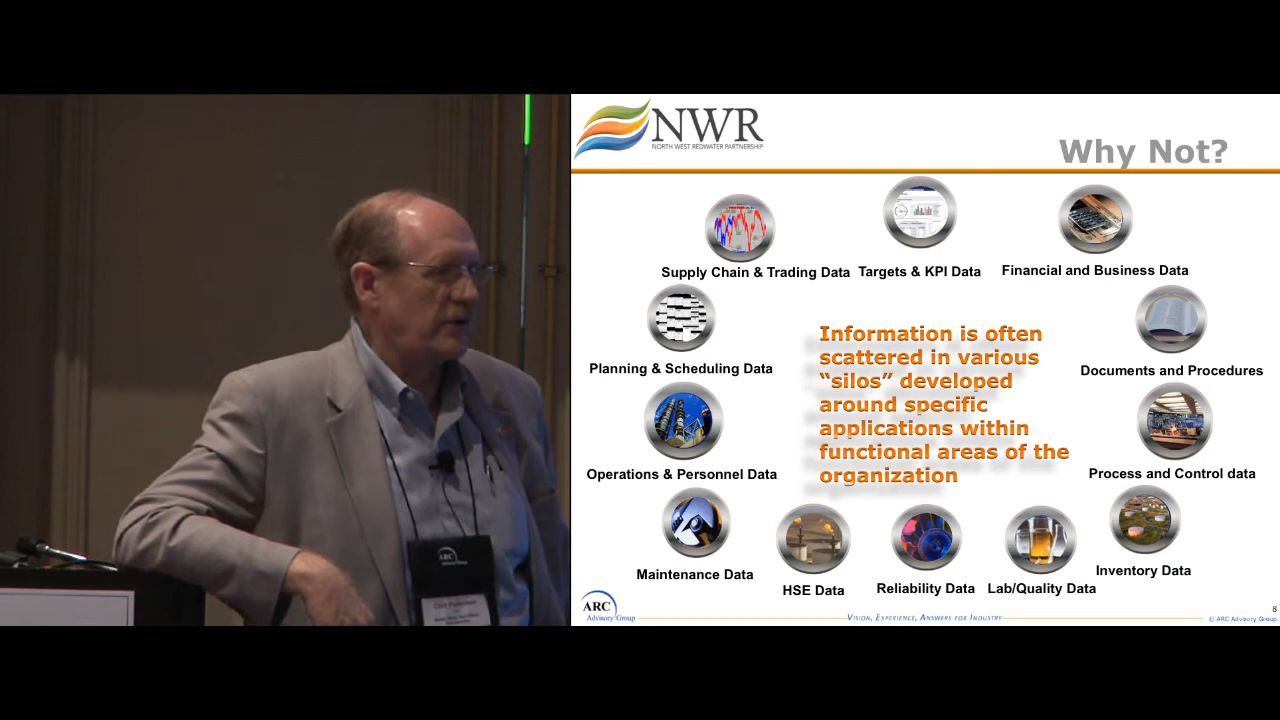 NWR
NORTH WEST REDWATER PARTNERSHIP
Why Not?
Supply Chain & Trading Data
Targets & KPI Data
Financial and Business Data
Planning & Scheduling Data
Documents and Procedures
Information is often
scattered in various
“silos” developed
around specific
applications within
functional areas of the
organization
Operations & Personnel Data
Process and Control data
Maintenance Data
HSE Data
Reliability Data
Lab/Quality Data
Inventory Data
ARC
Advisory Group
VISION, EXPERIENCE, ANSWERS FOR INDUSTRY
8
© ARC Advisory Group
ARC